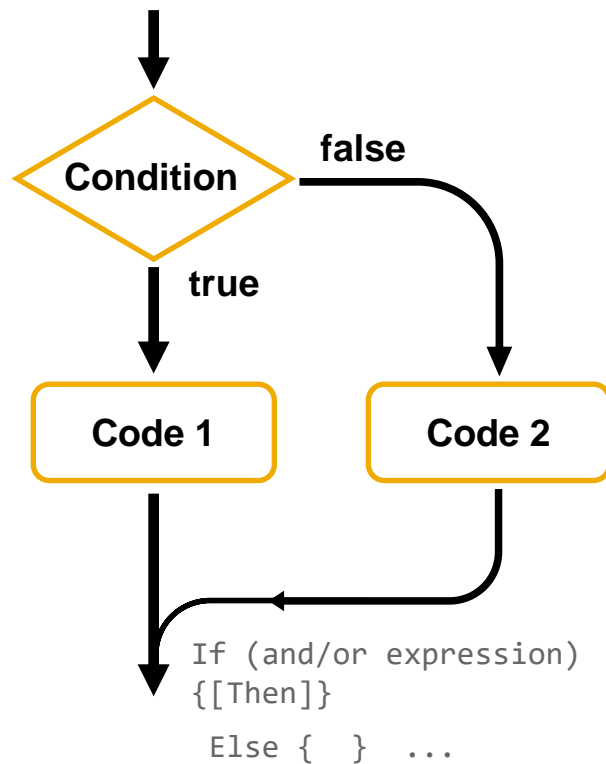 false
Condition
true
Code 1
Code 2
If (and/or expression)
{[Then]}
Else {  }  ...